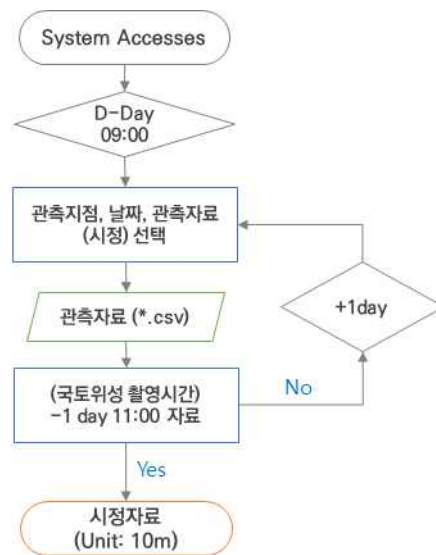 System Accesses
D-Day
09:00
관측지점, 날짜, 관측자료
(시정) 선택
+1day
관측자료 (*.csv)
(국토위성 촬영시간)
-1 day 11:00 자료
No
Yes
시정자료
(Unit: 10m)